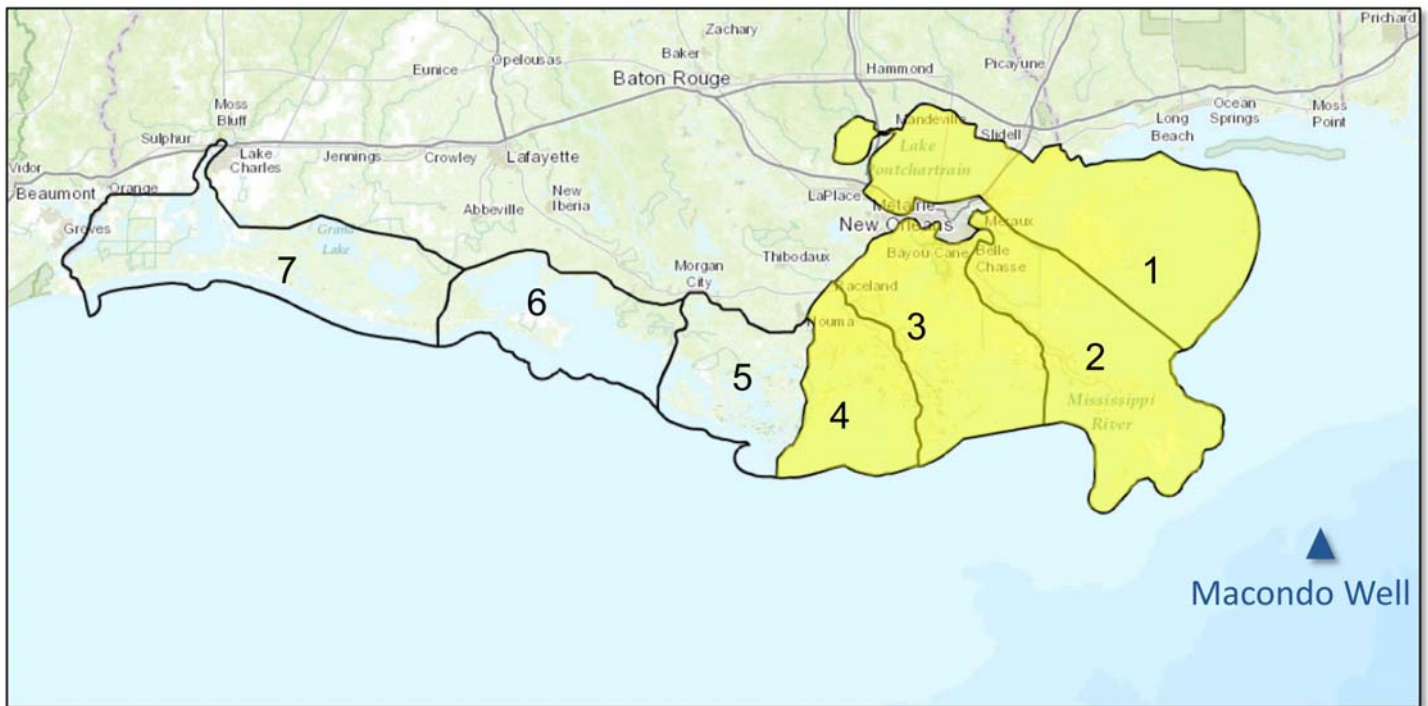 Prichard
Zachary
Baker
Eunice
Opelousas
Baton Rouge
Hammond
Picayune
Moss
Bluff
Ocean
Springs
Moss
Point
Long
Beach
Sulphur
Lake
Charles
Jennings
Crowley
Lafayette
Mandeville
Slidell
Lake
Pontchartrain
Vidor
Beaumont
Orange
Abbeville
New
Iberia
LaPlace
Metairie
New Orleans
Meraux
Groves
Grand
Lake
Thibodaux
Bayou Cane
Belle
Chasse
Morgan
City
Raceland
Houma
7
6
5
4
3
2
1
Mississippi
River
Macondo Well